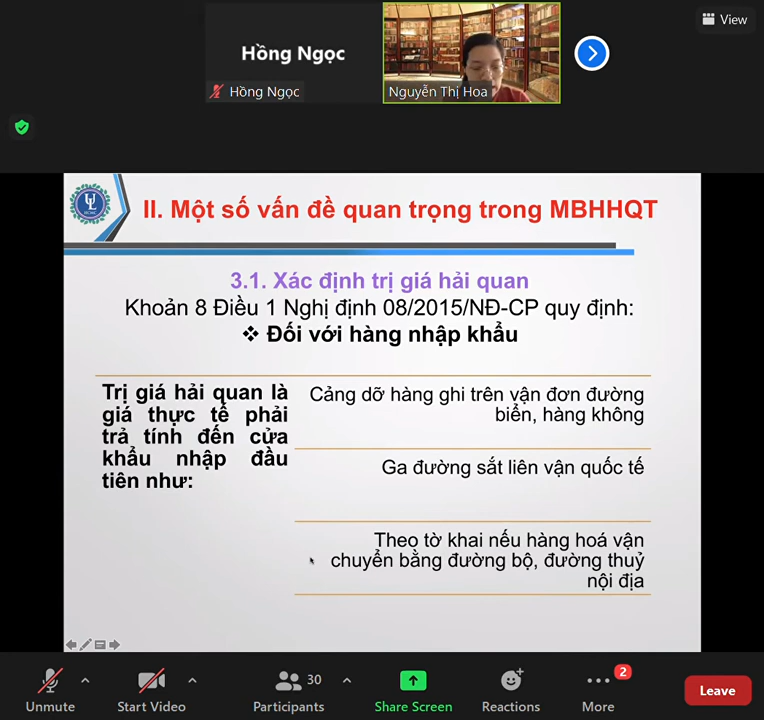 View
Hồng Ngọc
Hồng Ngọc
Nguyễn Thị Hoa
II. Một số vấn đề quan trọng trong MBHHQT
3.1. Xác định trị giá hải quan
Khoản 8 Điều 1 Nghị định 08/2015/NĐ-CP quy định:
❖ Đối với hàng nhập khẩu
Trị giá hải quan là
giá thực tế phải
trả tính đến cửa
khẩu nhập đầu
tiên như:
Cảng dỡ hàng ghi trên vận đơn đường
biển, hàng không
Ga đường sắt liên vận quốc tế
Theo tờ khai nếu hàng hoá vận
chuyển bằng đường bộ, đường thuỷ
nội địa
Unmute
Start Video
30
Participants
Share Screen
Reactions
2
More
Leave